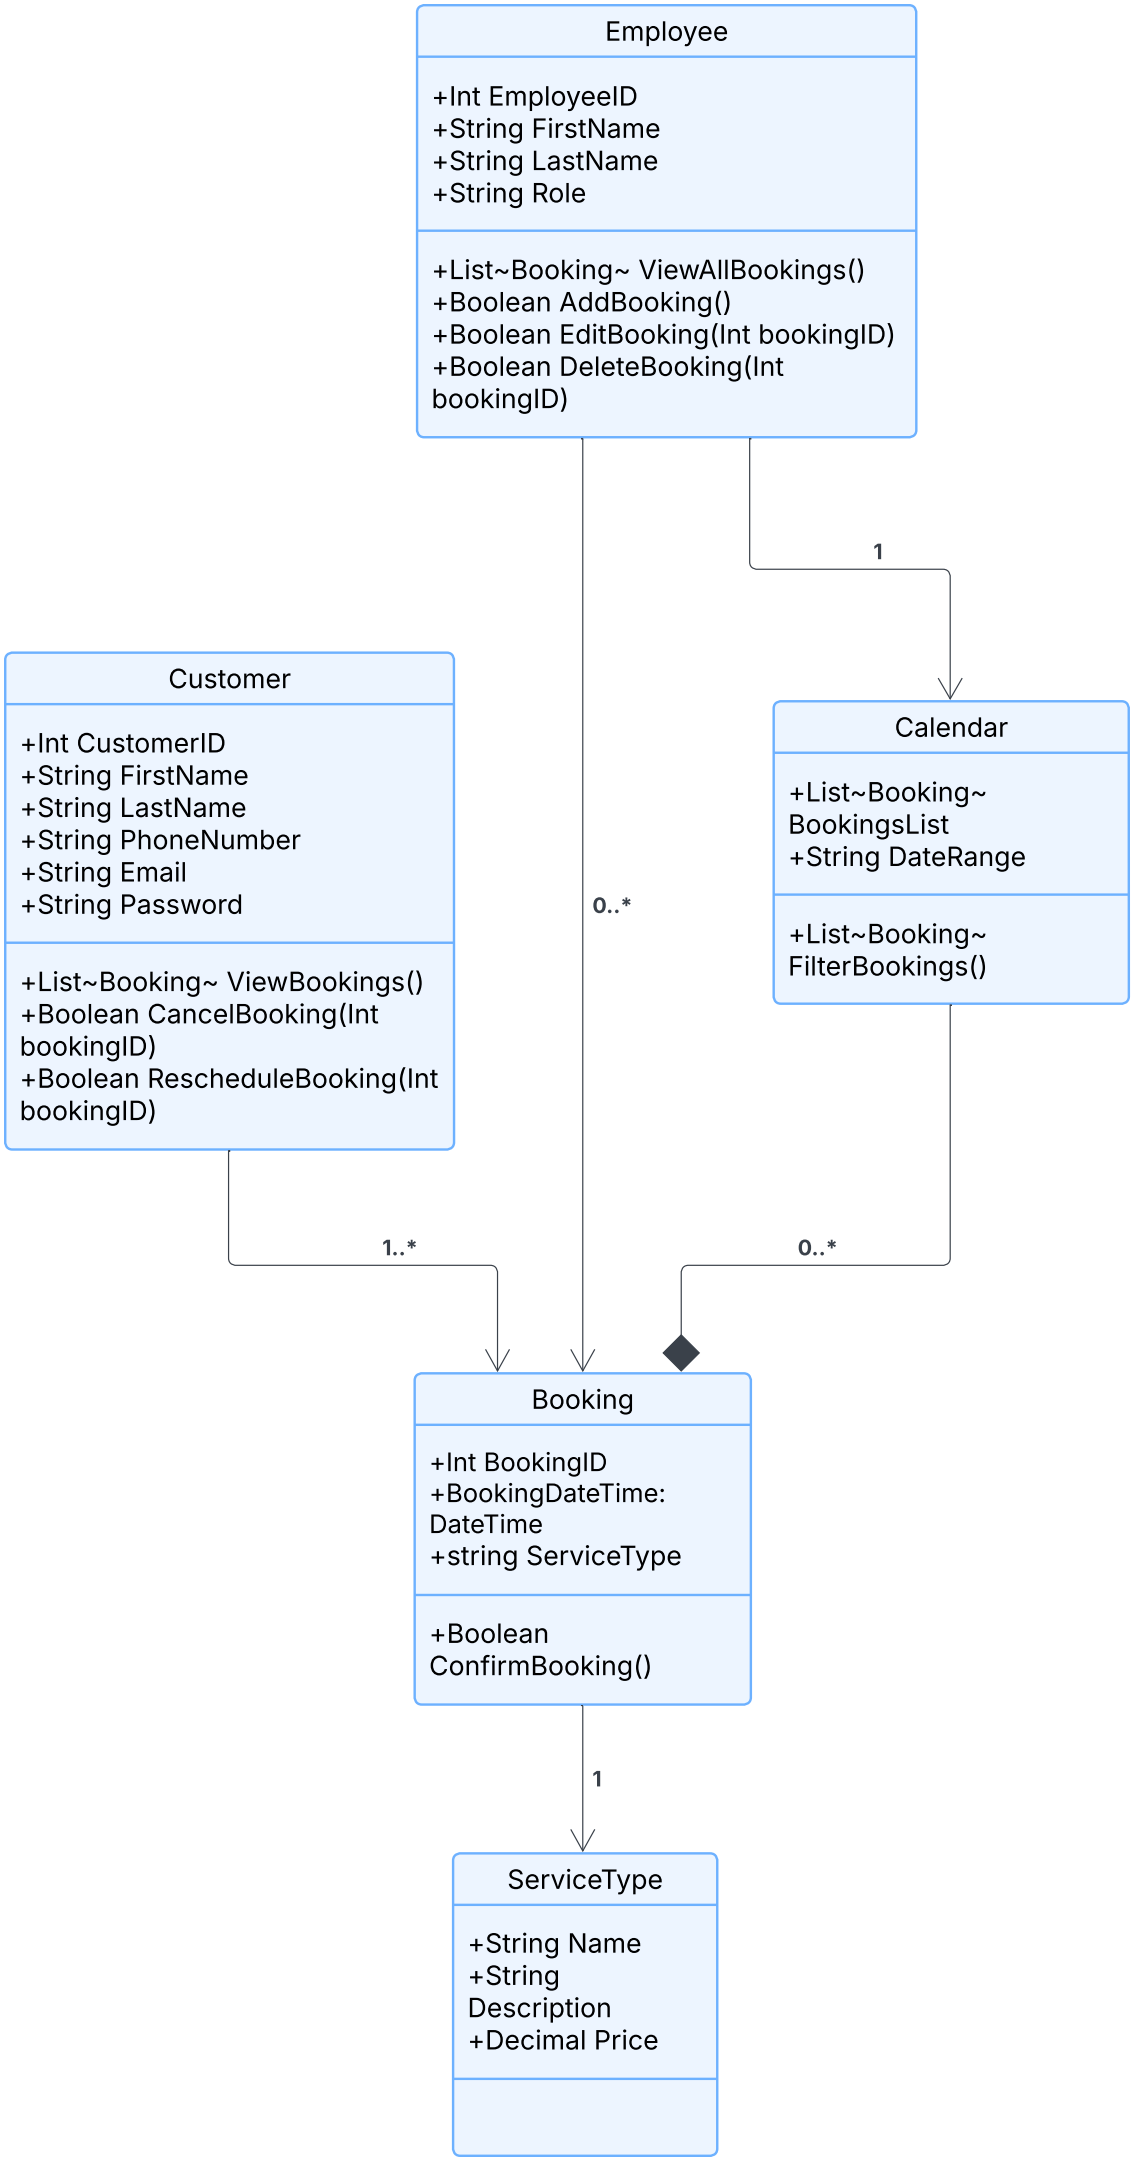 Employee
+Int EmployeeID
+String FirstName
+String LastName
+String Role
+List~Booking~ ViewAllBookings()
+Boolean AddBooking()
+Boolean EditBooking(Int bookingID)
+Boolean DeleteBooking(Int
bookingID)
1
Customer
+Int CustomerID
+String FirstName
+String LastName
+String PhoneNumber
+String Email
+String Password
+List~Booking~ ViewBookings()
+Boolean CancelBooking(Int
bookingID)
+Boolean RescheduleBooking(Int
bookingID)
0..*
Calendar
+List~Booking~
BookingsList
+String DateRange
+List~Booking~
FilterBookings()
1..*
0..*
Booking
+Int BookingID
+BookingDateTime:
DateTime
+string ServiceType
+Boolean
ConfirmBooking()
1
ServiceType
+String Name
+String
Description
+Decimal Price